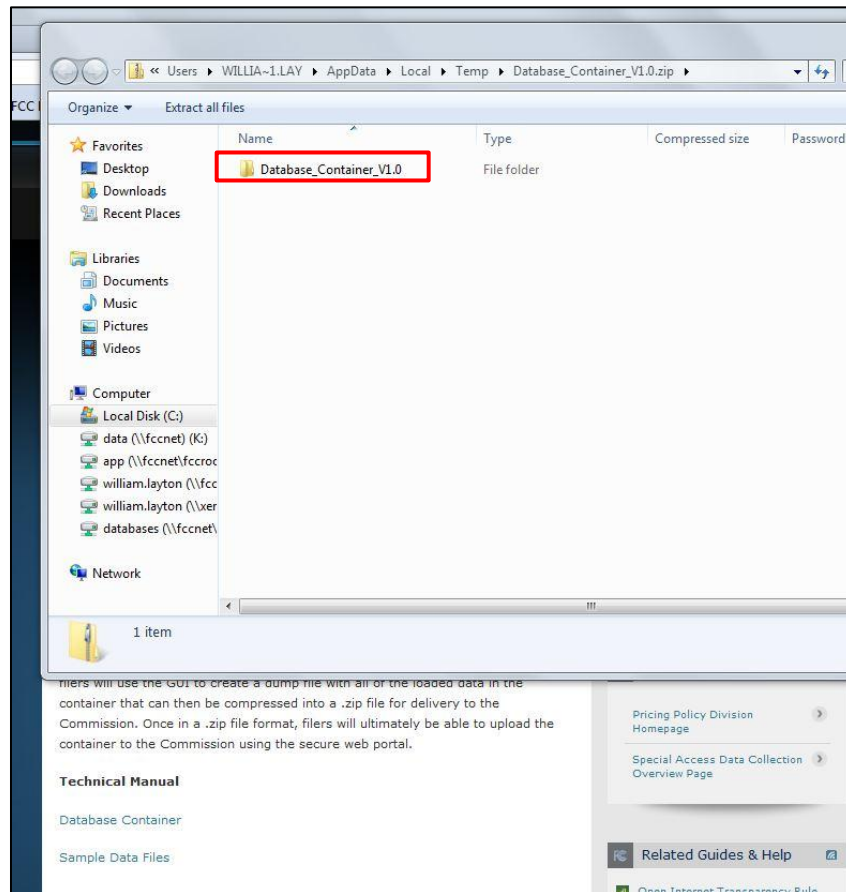 « Users ▸ WILLIA~1.LAY ▸ AppData ▸ Local ▸ Temp ▸ Database_Container_V1.0.zip ▸
FCC
Organize ▾ Extract all files
Name Type Compressed size Password
Database_Container_V1.0 File folder
Favorites
Desktop
Downloads
Recent Places
Libraries
Documents
Music
Pictures
Videos
Computer
Local Disk (C:)
data (\\fccnet) (K:)
app (\\fccnet\fccroc
william.layton (\\fcc
william.layton (\\xer
databases (\\fccnet\
Network
1 item
filers will use the GUI to create a dump file with all of the loaded data in the
container that can then be compressed into a .zip file for delivery to the
Commission. Once in a .zip file format, filers will ultimately be able to upload the
container to the Commission using the secure web portal.
Technical Manual
Database Container
Sample Data Files
Pricing Policy Division
Homepage
Special Access Data Collection
Overview Page
Related Guides & Help
Open Internet Transparency Rule